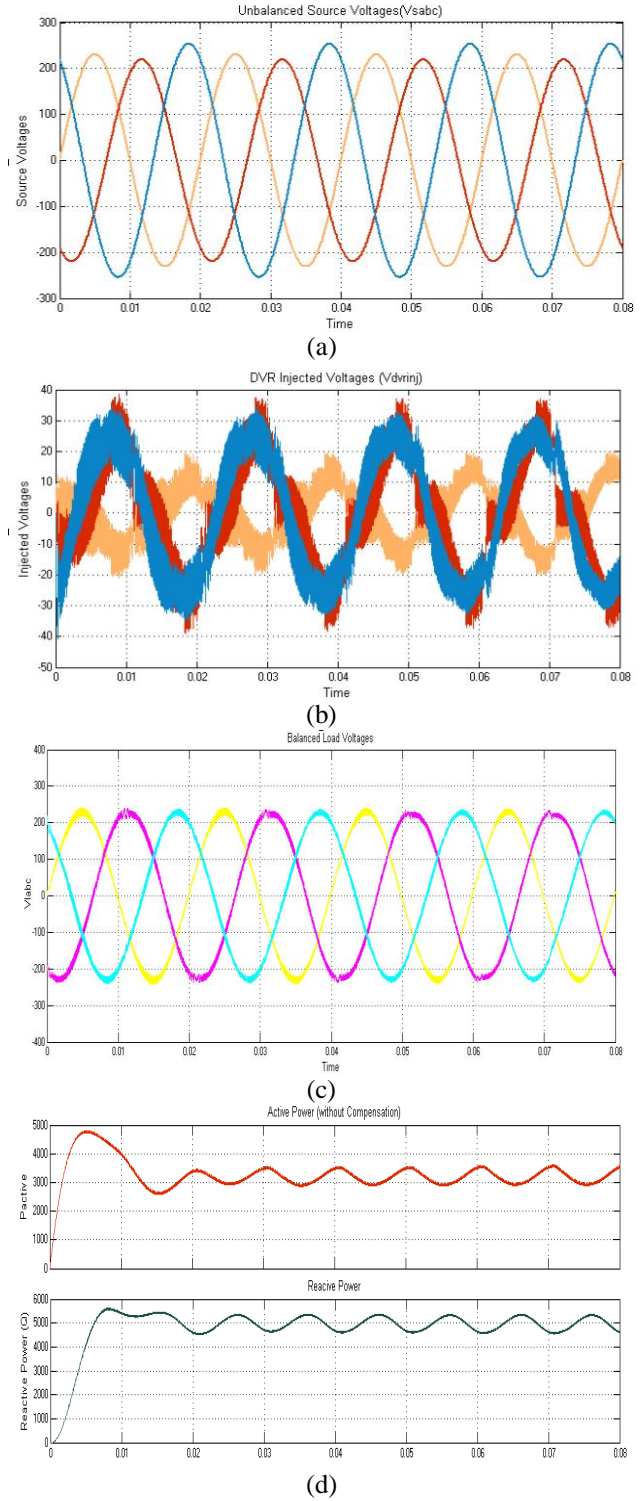 Unbalanced Source Voltages(Vsabc)
Source Voltages
300
200
100
0
-100
-200
-300
0 0.01 0.02 0.03 0.04 0.05 0.06 0.07 0.08
Time
(a)
DVR Injected Voltages (Vdvrinj)
Injected Voltages
40
30
20
10
0
-10
-20
-30
-40
-50
0 0.01 0.02 0.03 0.04 0.05 0.06 0.07 0.08
Time
(b)
Balanced Load Voltages
Vlabc
400
300
200
100
0
-100
-200
-300
-400
0 0.01 0.02 0.03 0.04 0.05 0.06 0.07 0.08
Time
(c)
Active Power (without Compensation)
Pactive
5000
4000
3000
2000
1000
0
0 0.01 0.02 0.03 0.04 0.05 0.06 0.07 0.08
Reacive Power
Reactive Power (Q)
6000
5000
4000
3000
2000
1000
0
0 0.01 0.02 0.03 0.04 0.05 0.06 0.07 0.08
(d)